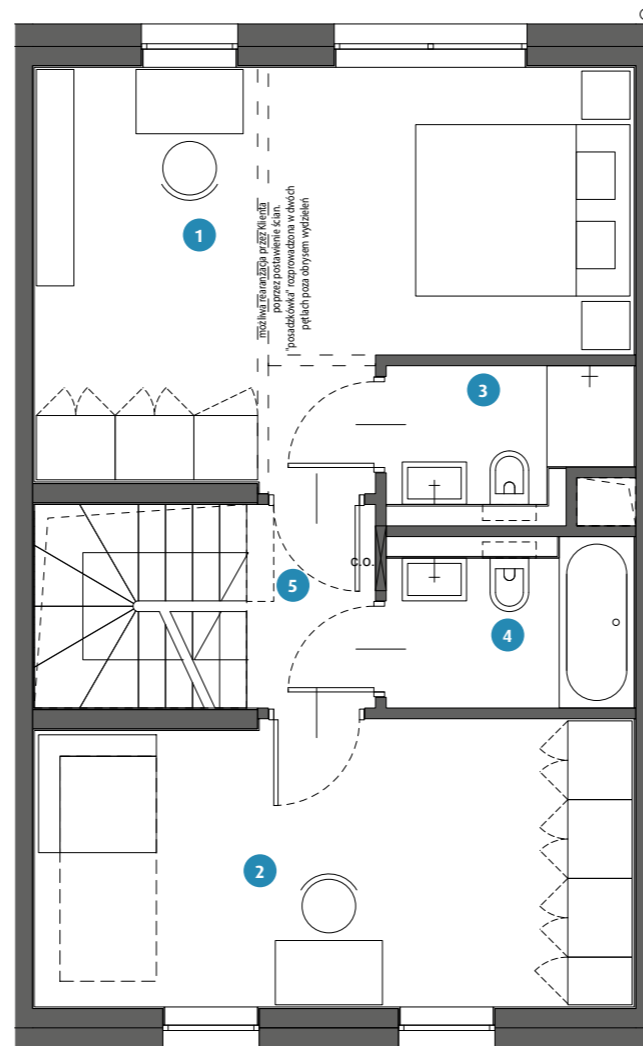 1
możliwa rearanżacja przez Klienta
poprzez postawienie ścian.
"posadzkówka" rozprowadzona w dwóch
pętlach poza obrysem wydzieleń
3
c.o.
5
4
2